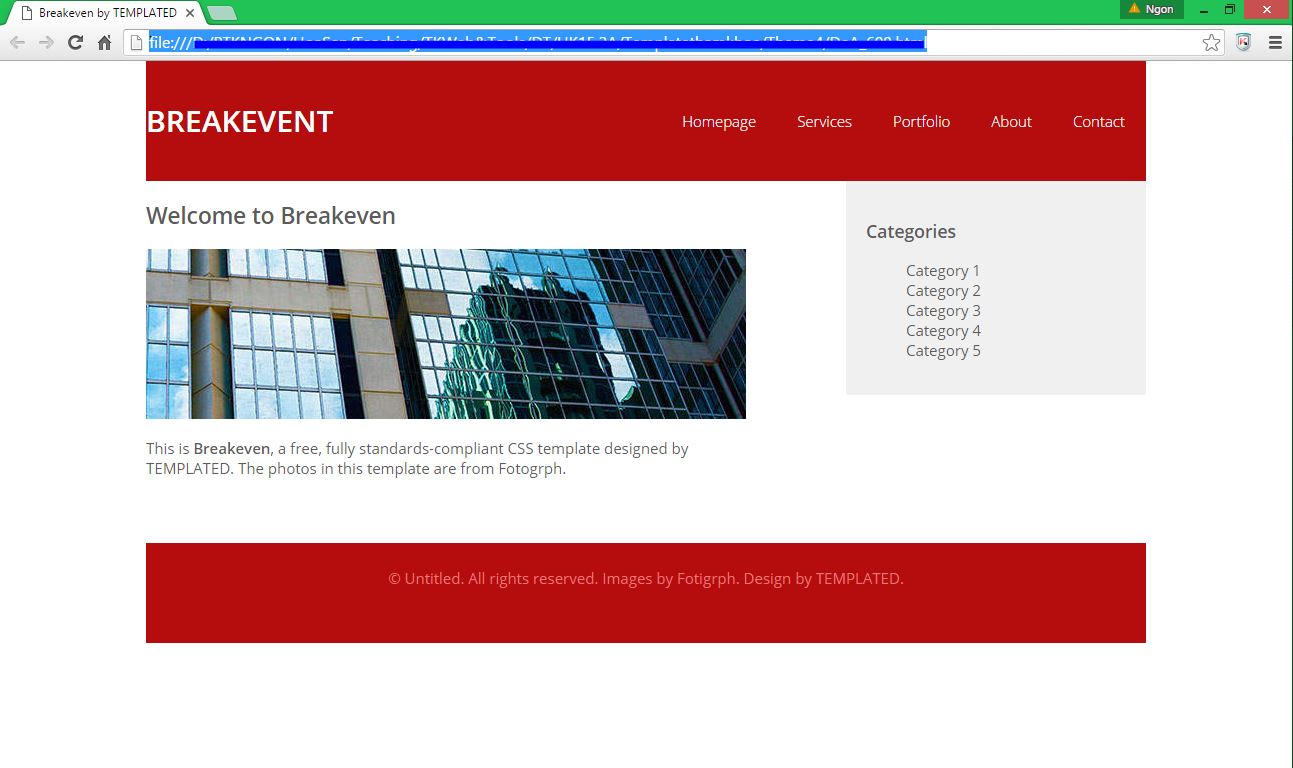 Breakeven by TEMPLATED
Ngon
file:///
BREAKEVENT
Homepage Services Portfolio About Contact
Welcome to Breakeven
Categories
Category 1
Category 2
Category 3
Category 4
Category 5
This is Breakeven, a free, fully standards-compliant CSS template designed by
TEMPLATED. The photos in this template are from Fotogrph.
© Untitled. All rights reserved. Images by Fotigrph. Design by TEMPLATED.